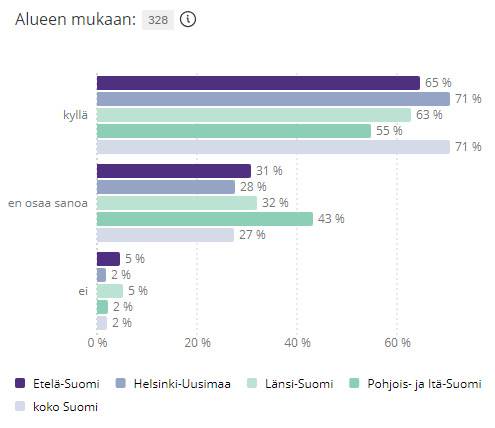 Alueen mukaan: 328
65 %
71 %
kyllä 63 %
55 %
71 %
31 %
28 %
en osaa sanoa 32 %
43 %
27 %
5 %
2 %
ei 5 %
2 %
2 %
0 % 20 % 40 % 60 %
Etelä-Suomi Helsinki-Uusimaa Länsi-Suomi Pohjois- ja Itä-Suomi
koko Suomi